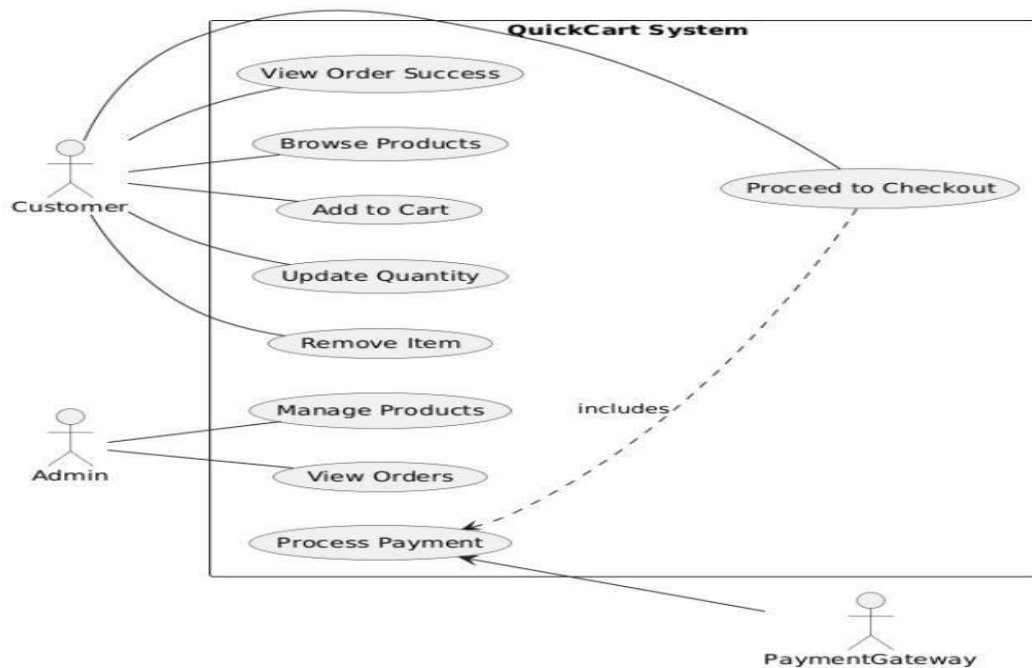 QuickCart System
View Order Success
Browse Products
Proceed to Checkout
Customer
Add to Cart
Update Quantity
Remove Item
Manage Products
includes
Admin
View Orders
Process Payment
PaymentGateway